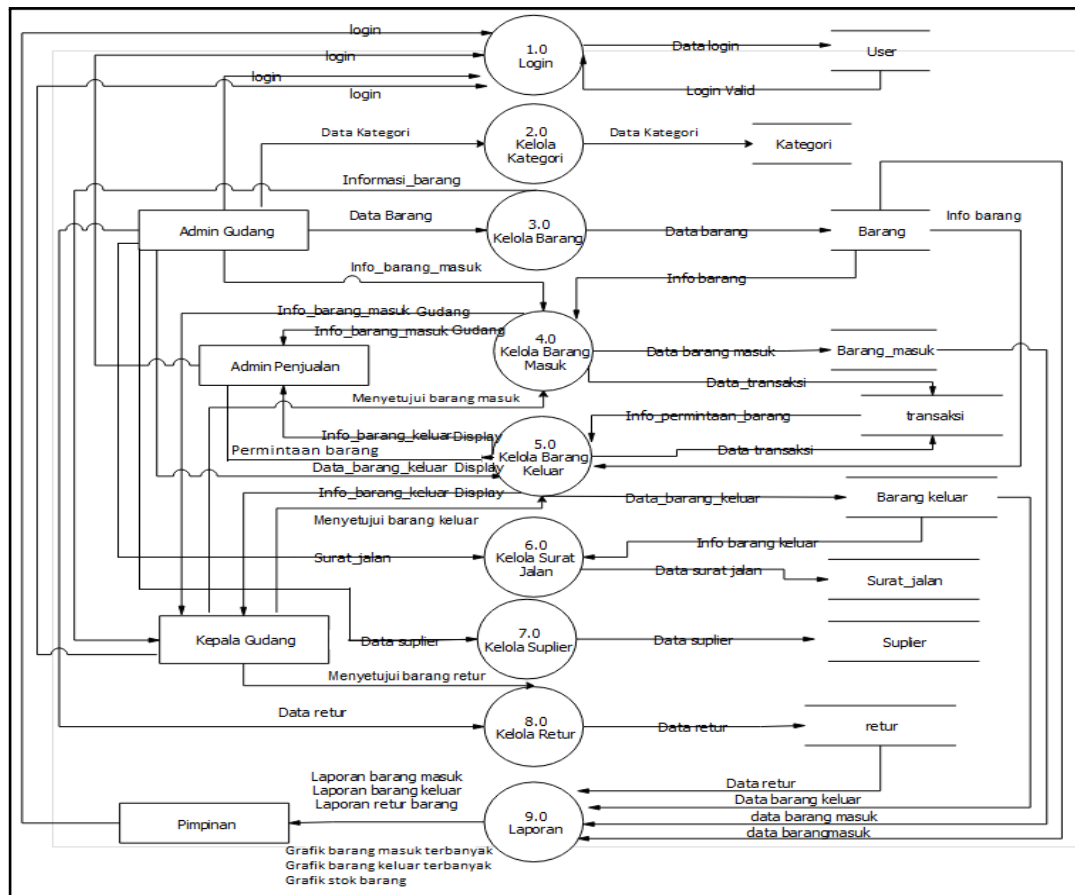 login
1.0
Login
Data login
User
login
login
Login Valid
login
Data Kategori
2.0
Kelola
Kategori
Data Kategori
Kategori
Informasi_barang
Admin Gudang
Data Barang
3.0
Kelola Barang
Data barang
Barang
Info barang
Info_barang_masuk
Info barang
Info_barang_masuk Gudang
Info_barang_masuk Gudang
4.0
Kelola Barang
Masuk
Data barang masuk
Barang_masuk
Admin Penjualan
Data_transaksi
Menyetujui barang masuk
Info_permintaan_barang
transaksi
Info_barang_keluar Display
Permintaan barang
5.0
Kelola Barang
Keluar
Data transaksi
Data_barang_keluar Display
Info_barang_keluar Display
Data_barang_keluar
Barang keluar
Menyetujui barang keluar
Info barang keluar
Surat_jalan
6.0
Kelola Surat
Jalan
Data surat jalan
Surat_jalan
Kepala Gudang
Data suplier
7.0
Kelola Suplier
Data suplier
Suplier
Menyetujui barang retur
Data retur
8.0
Kelola Retur
Data retur
retur
Laporan barang masuk
Laporan barang keluar
Laporan retur barang
Data retur
Data barang keluar
data barang masuk
data barangmasuk
Pimpinan
9.0
Laporan
Grafik barang masuk terbanyak
Grafik barang keluar terbanyak
Grafik stok barang